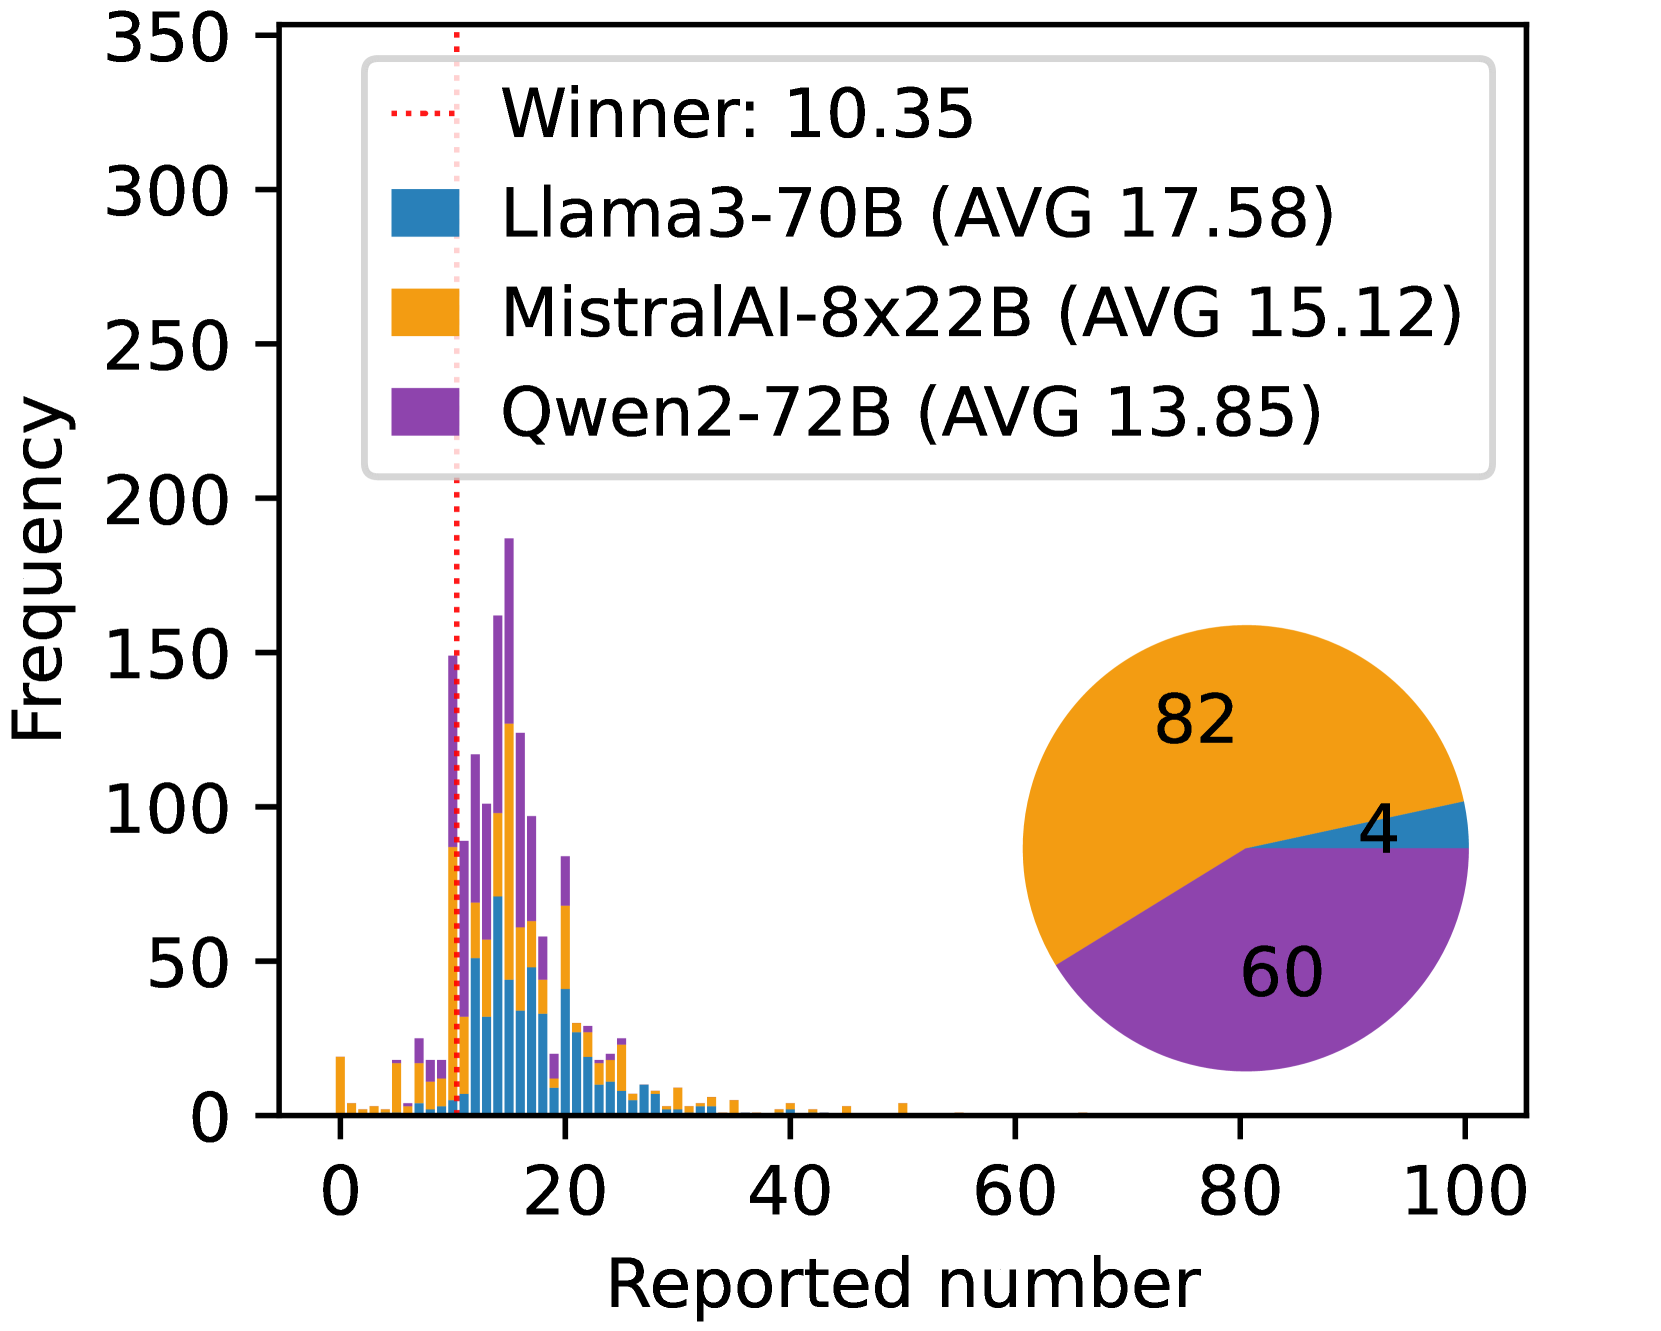 350
300
250
200
150
100
50
0
Frequency
Winner: 10.35
Llama3-70B (AVG 17.58)
MistralAI-8x22B (AVG 15.12)
Qwen2-72B (AVG 13.85)
82
4
60
0 20 40 60 80 100
Reported number